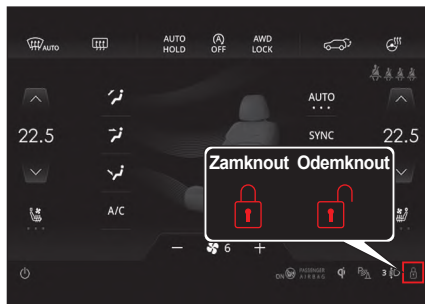 AUTO
AUTO HOLD
OFF
AWD LOCK
AUTO
22.5
SYNC
22.5
Zamknout Odemknout
A/C
6
ON PASSENGER AIRBAG
3